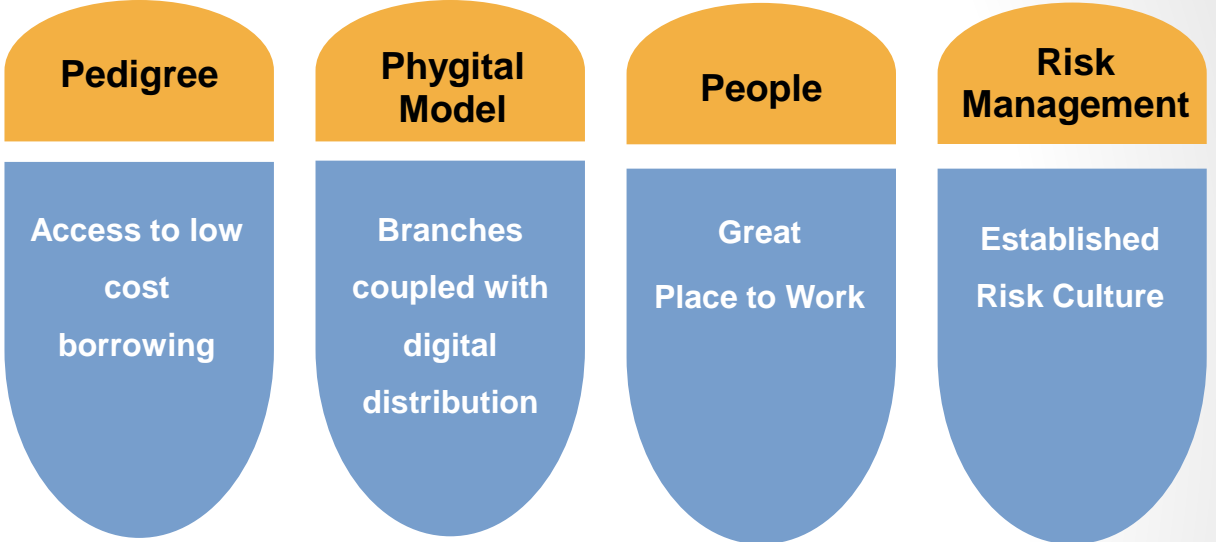 Pedigree
Access to low
cost
borrowing
Phygital
Model
Branches
coupled with
digital
distribution
People
Great
Place to Work
Risk
Management
Established
Risk Culture